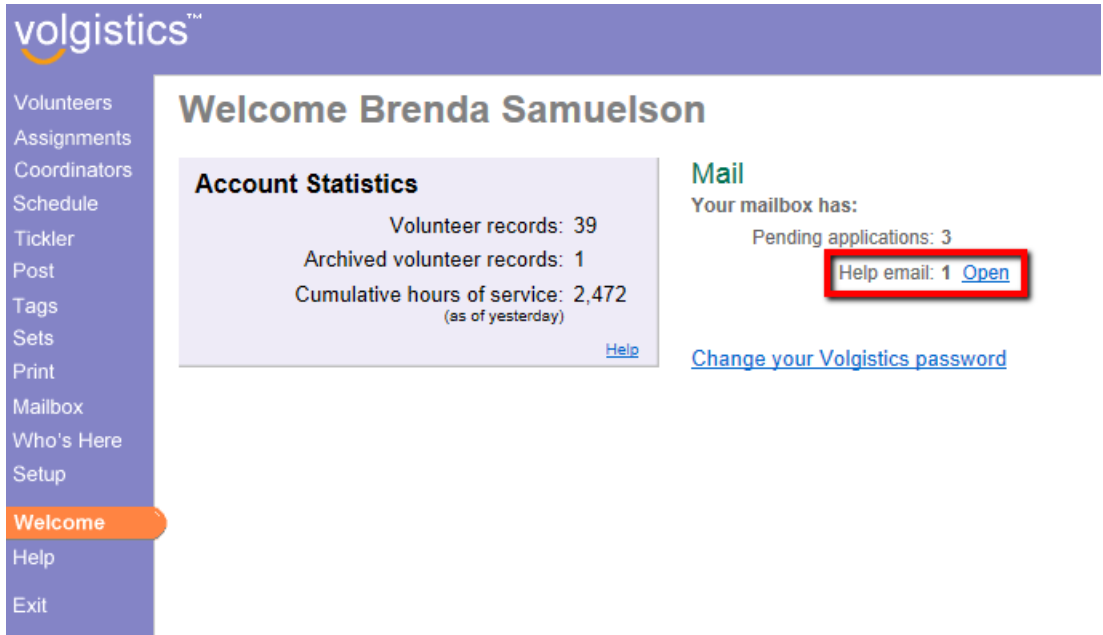 volgistics™
Volunteers
Assignments
Coordinators
Schedule
Tickler
Post
Tags
Sets
Print
Mailbox
Who's Here
Setup
Welcome
Help
Exit
Welcome Brenda Samuelson
Account Statistics
Volunteer records: 39
Archived volunteer records: 1
Cumulative hours of service: 2,472
(as of yesterday)
Help
Mail
Your mailbox has:
Pending applications: 3
Help email: 1 Open
Change your Volgistics password